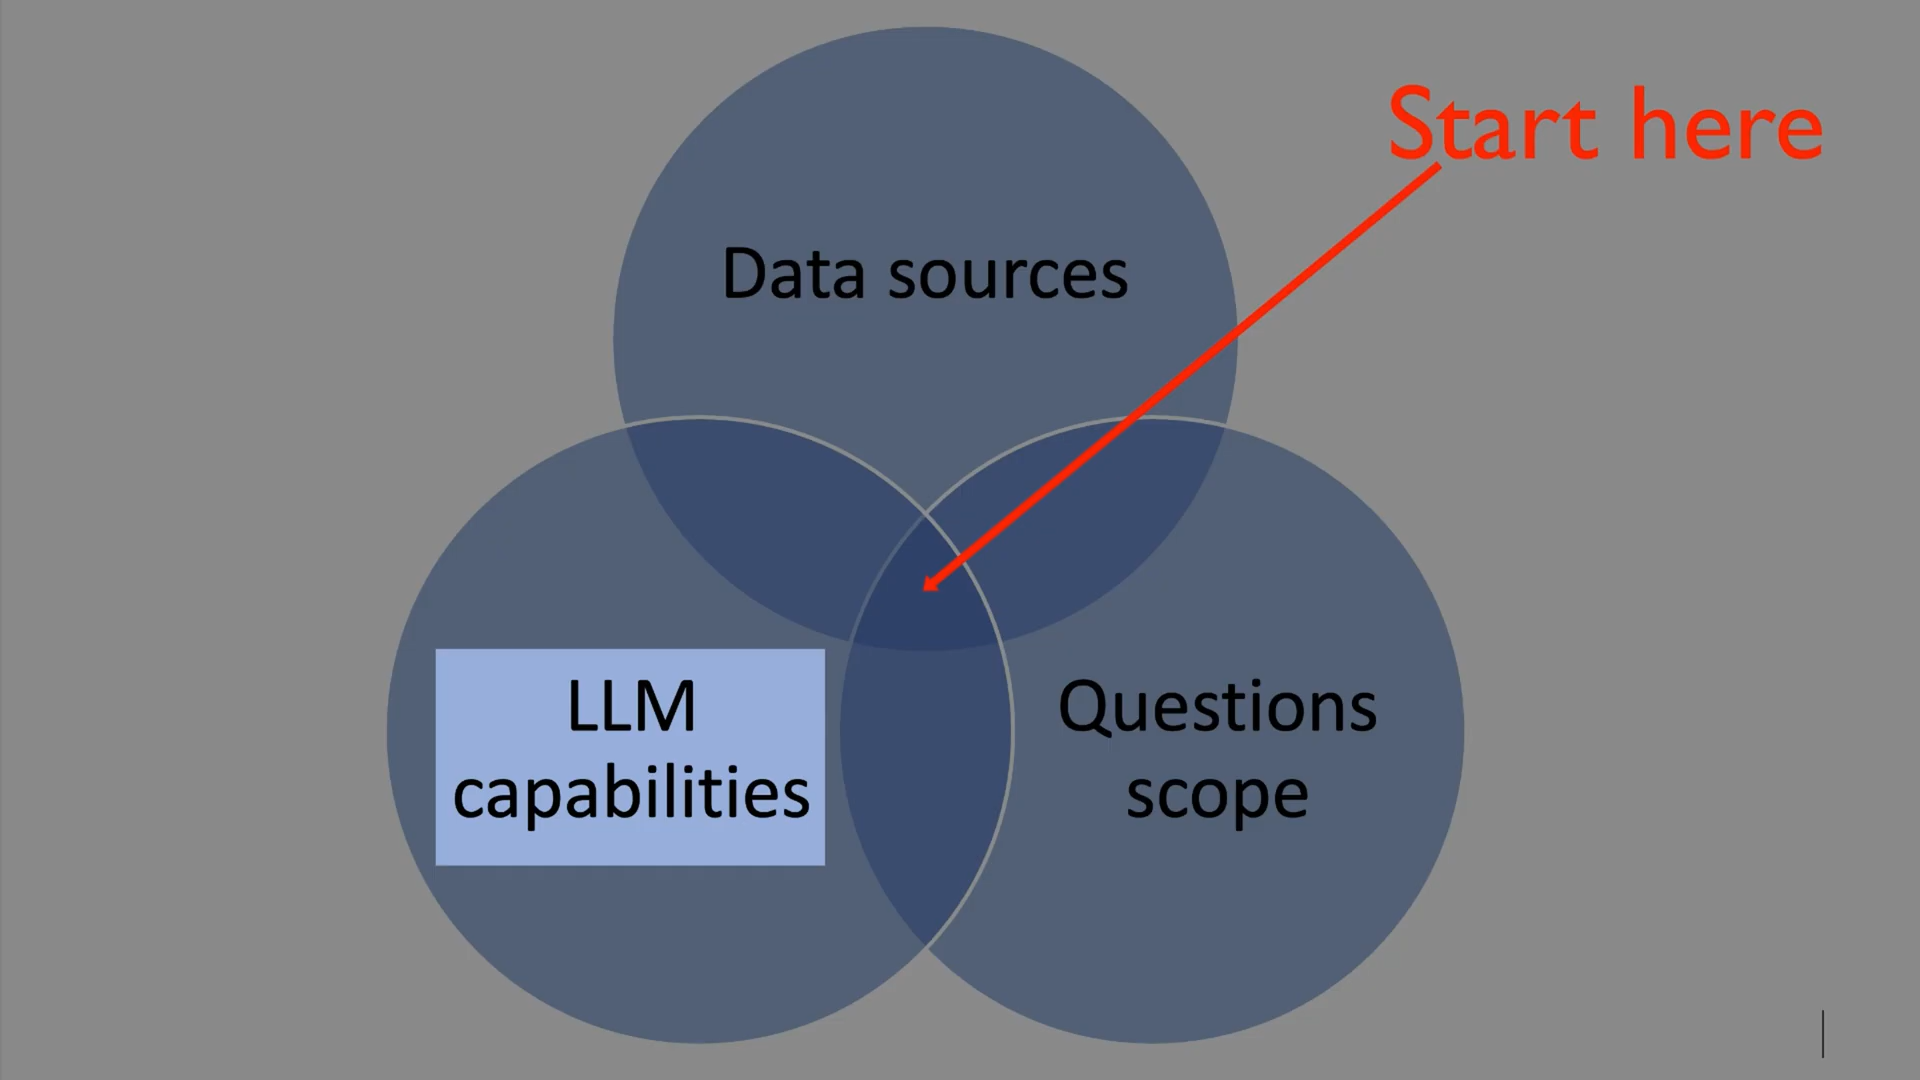 Start here
Data sources
LLM
capabilities
Questions
scope